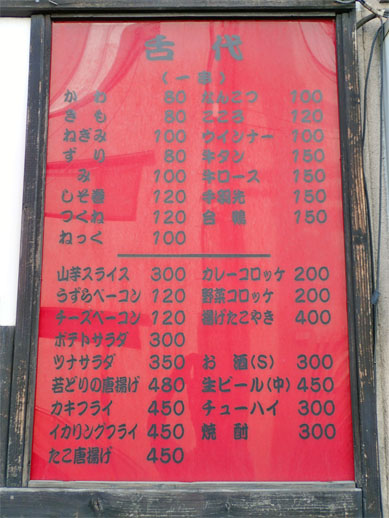 舌代
かわ 80 なんこつ 100
きも 80 こころ 120
ねぎみ 100 ウインナー 100
ずり 80 牛タン 150
み 100 牛ロース 150
しそ巻 120 手羽先 150
つくね 120 合鴨 150
ねっく 100
山芋スライス 300 カレーコロッケ 200
うずらベーコン 120 野菜コロッケ 200
チーズベーコン 120 揚げたこやき 400
ポテトサラダ 300
ツナサラダ 350 お酒(S) 300
若どりの唐揚げ 480 生ビール(中) 450
カキフライ 450 チューハイ 300
イカリングフライ 450 焼酎 300
たこ唐揚げ 450